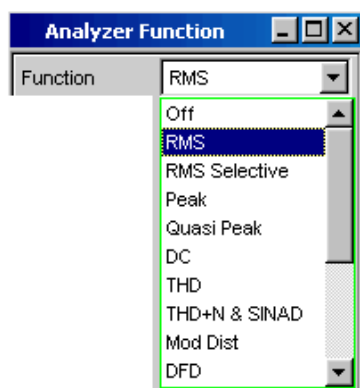 Analyzer Function
Function RMS
Off
RMS
RMS Selective
Peak
Quasi Peak
DC
THD
THD+N & SINAD
Mod Dist
DFD